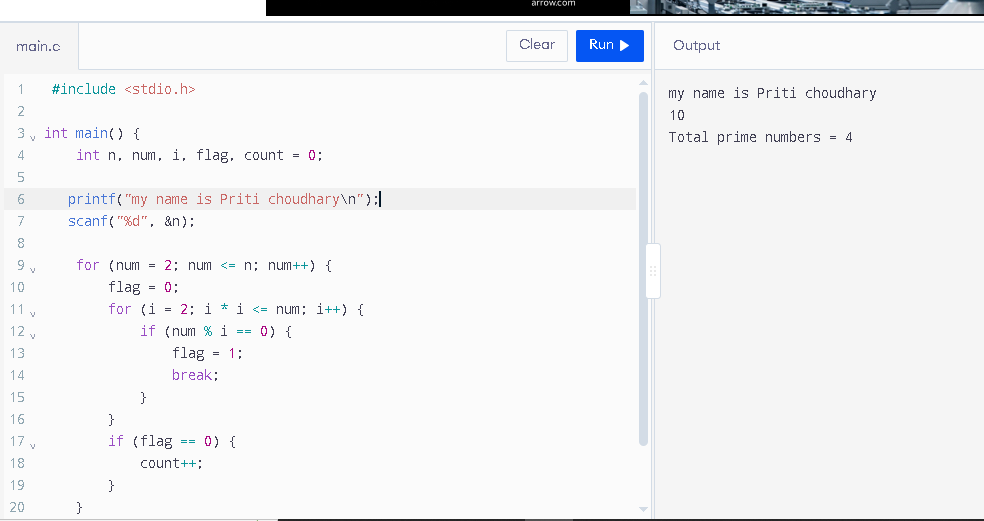 arrow.com
main.c
Clear
Run
Output
1 #include <stdio.h>
2
3 int main() {
4 int n, num, i, flag, count = 0;
5
6 printf("my name is Priti choudhary\n");
7 scanf("%d", &n);
8
9 for (num = 2; num <= n; num++) {
10 flag = 0;
11 for (i = 2; i * i <= num; i++) {
12 if (num % i == 0) {
13 flag = 1;
14 break;
15 }
16 }
17 if (flag == 0) {
18 count++;
19 }
20 }
my name is Priti choudhary
10
Total prime numbers = 4